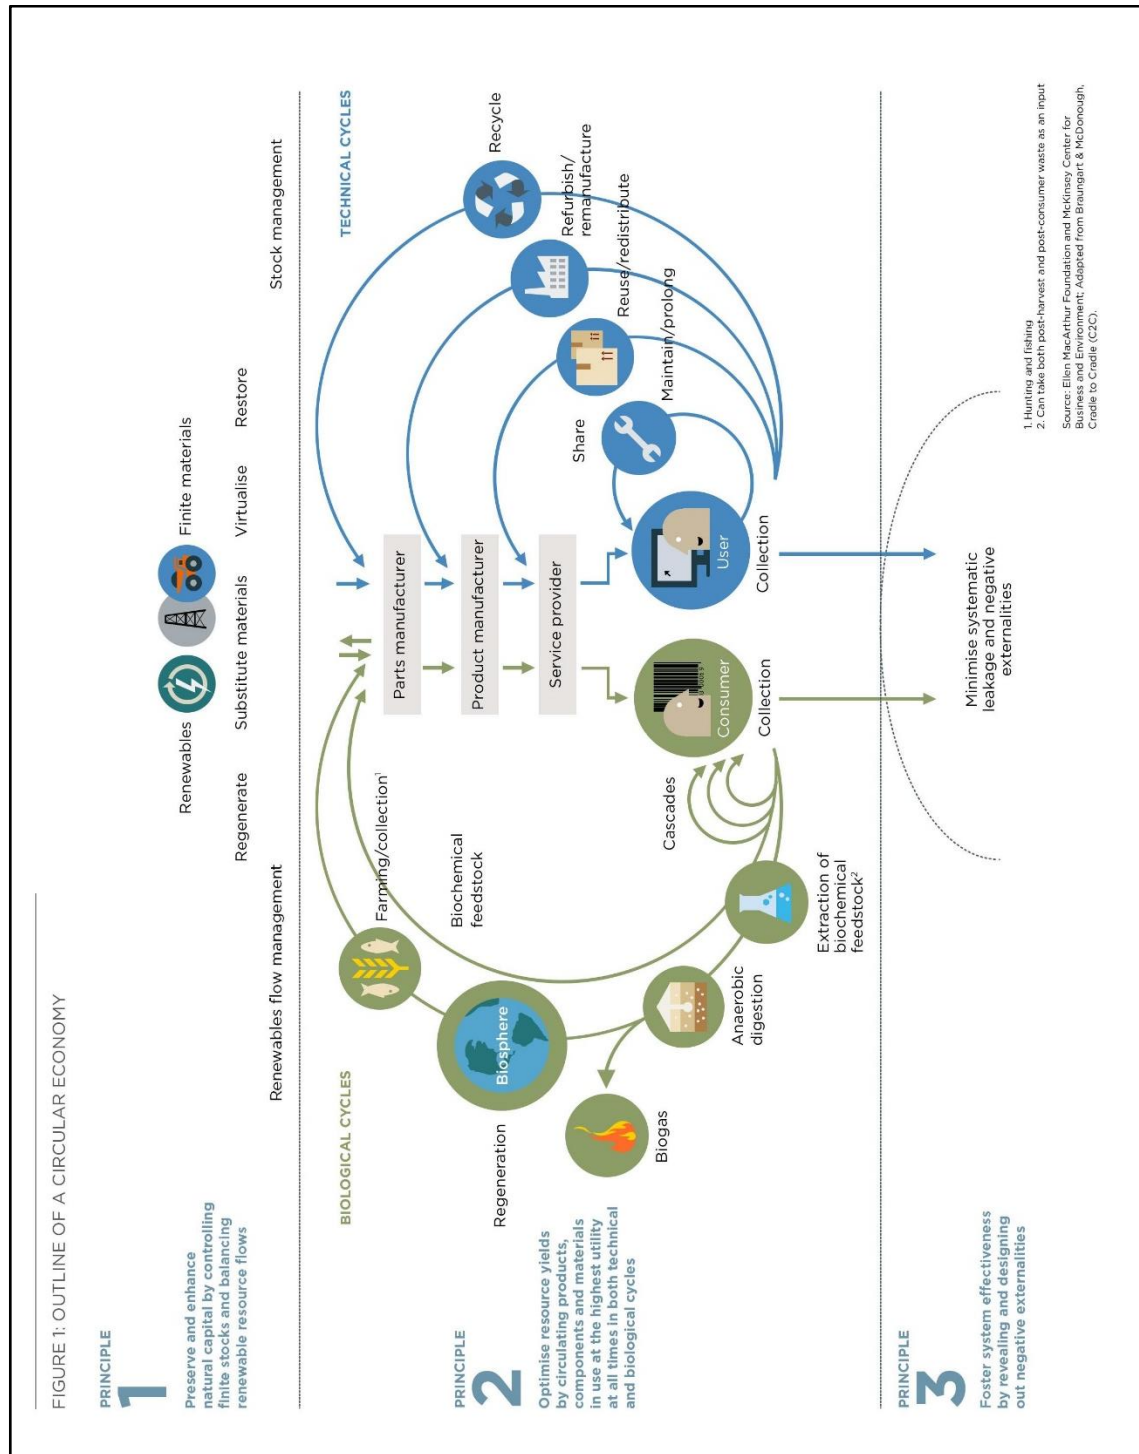 FIGURE 1: OUTLINE OF A CIRCULAR ECONOMY
PRINCIPLE
1
Preserve and enhance
natural capital by controlling
finite stocks and balancing
renewable resource flows
Renewables
Finite materials
Regenerate
Substitute materials
Virtualise
Restore
Renewables flow management
Stock management
PRINCIPLE
2
Optimise resource yields
by circulating products,
components and materials
in use at the highest utility
at all times in both technical
and biological cycles
BIOLOGICAL CYCLES
TECHNICAL CYCLES
Farming/collection¹
Biochemical
feedstock
Regeneration
Biosphere
Biogas
Anaerobic
digestion
Extraction of
biochemical
feedstock²
Cascades
Parts manufacturer
Product manufacturer
Service provider
Consumer
Collection
User
Collection
Share
Maintain/prolong
Reuse/redistribute
Refurbish/
remanufacture
Recycle
PRINCIPLE
3
Foster system effectiveness
by revealing and designing
out negative externalities
Minimise systematic
leakage and negative
externalities
1. Hunting and fishing
2. Can take both post-harvest and post-consumer waste as an input
Source: Ellen MacArthur Foundation and McKinsey Center for
Business and Environment; Adapted from Braungart & McDonough,
Cradle to Cradle (C2C).